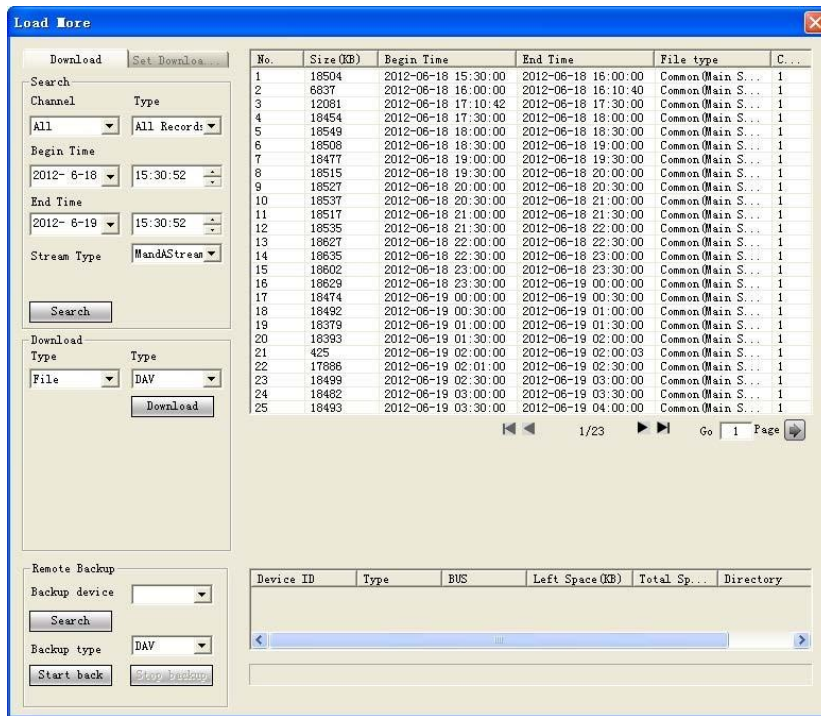 Load More
Download Set Downloa...
Search
Channel Type
All All Records
Begin Time
2012- 6-18 15:30:52
End Time
2012- 6-19 15:30:52
Stream Type MandAStream
Search
Download
Type Type
File DAV
Download
Remote Backup
Backup device
Search
Backup type DAV
Start back Stop backup
No. Size(KB) Begin Time End Time File type C...
1 18504 2012-06-18 15:30:00 2012-06-18 16:00:00 Common(Main S... 1
2 6837 2012-06-18 16:00:00 2012-06-18 16:10:40 Common(Main S... 1
3 12081 2012-06-18 17:10:42 2012-06-18 17:30:00 Common(Main S... 1
4 18454 2012-06-18 17:30:00 2012-06-18 18:00:00 Common(Main S... 1
5 18549 2012-06-18 18:00:00 2012-06-18 18:30:00 Common(Main S... 1
6 18508 2012-06-18 18:30:00 2012-06-18 19:00:00 Common(Main S... 1
7 18477 2012-06-18 19:00:00 2012-06-18 19:30:00 Common(Main S... 1
8 18515 2012-06-18 19:30:00 2012-06-18 20:00:00 Common(Main S... 1
9 18527 2012-06-18 20:00:00 2012-06-18 20:30:00 Common(Main S... 1
10 18537 2012-06-18 20:30:00 2012-06-18 21:00:00 Common(Main S... 1
11 18517 2012-06-18 21:00:00 2012-06-18 21:30:00 Common(Main S... 1
12 18535 2012-06-18 21:30:00 2012-06-18 22:00:00 Common(Main S... 1
13 18627 2012-06-18 22:00:00 2012-06-18 22:30:00 Common(Main S... 1
14 18635 2012-06-18 22:30:00 2012-06-18 23:00:00 Common(Main S... 1
15 18602 2012-06-18 23:00:00 2012-06-18 23:30:00 Common(Main S... 1
16 18629 2012-06-18 23:30:00 2012-06-19 00:00:00 Common(Main S... 1
17 18474 2012-06-19 00:00:00 2012-06-19 00:30:00 Common(Main S... 1
18 18492 2012-06-19 00:30:00 2012-06-19 01:00:00 Common(Main S... 1
19 18379 2012-06-19 01:00:00 2012-06-19 01:30:00 Common(Main S... 1
20 18393 2012-06-19 01:30:00 2012-06-19 02:00:00 Common(Main S... 1
21 425 2012-06-19 02:00:00 2012-06-19 02:00:03 Common(Main S... 1
22 17886 2012-06-19 02:01:00 2012-06-19 02:30:00 Common(Main S... 1
23 18499 2012-06-19 02:30:00 2012-06-19 03:00:00 Common(Main S... 1
24 18482 2012-06-19 03:00:00 2012-06-19 03:30:00 Common(Main S... 1
25 18493 2012-06-19 03:30:00 2012-06-19 04:00:00 Common(Main S... 1
1/23 Go 1 Page
Device ID Type BUS Left Space(KB) Total Sp... Directory